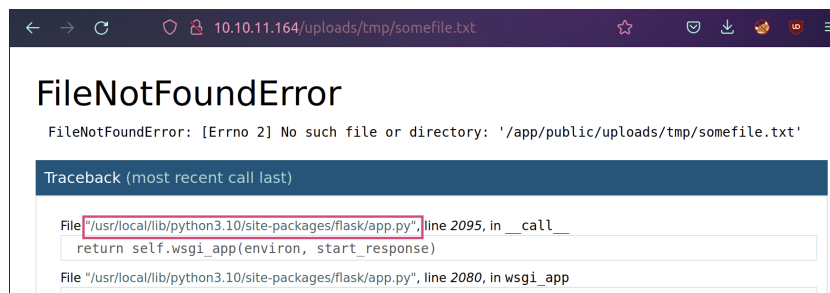 10.10.11.164/uploads/tmp/somefile.txt
FileNotFoundError
FileNotFoundError: [Errno 2] No such file or directory: '/app/public/uploads/tmp/somefile.txt'
Traceback (most recent call last)
File "/usr/local/lib/python3.10/site-packages/flask/app.py", line 2095, in __call__
return self.wsgi_app(environ, start_response)
File "/usr/local/lib/python3.10/site-packages/flask/app.py", line 2080, in wsgi_app